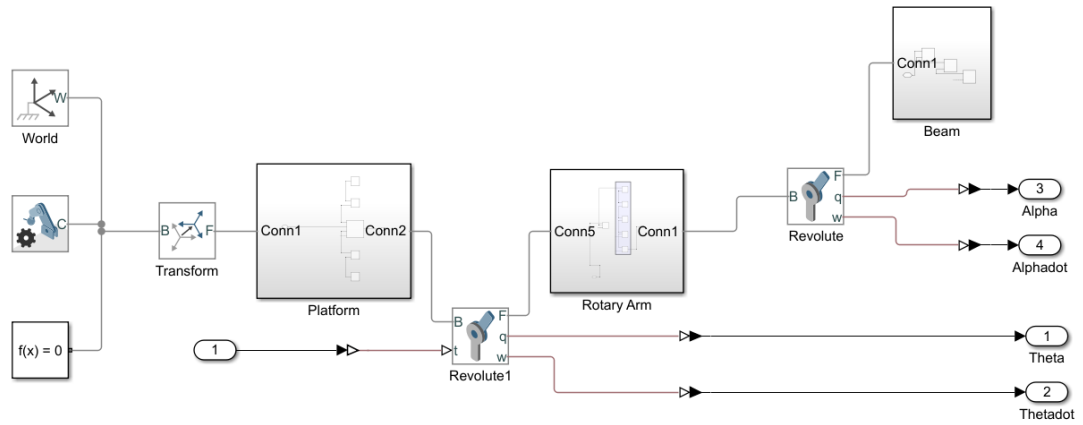 W
World
C
f(x) = 0
B
F
Transform
Conn1
Conn2
Platform
1
B
F
t
q
w
Revolute1
Conn5
Conn1
Rotary Arm
B
F
q
w
Revolute
Conn1
Beam
3
Alpha
4
Alphadot
1
Theta
2
Thetadot